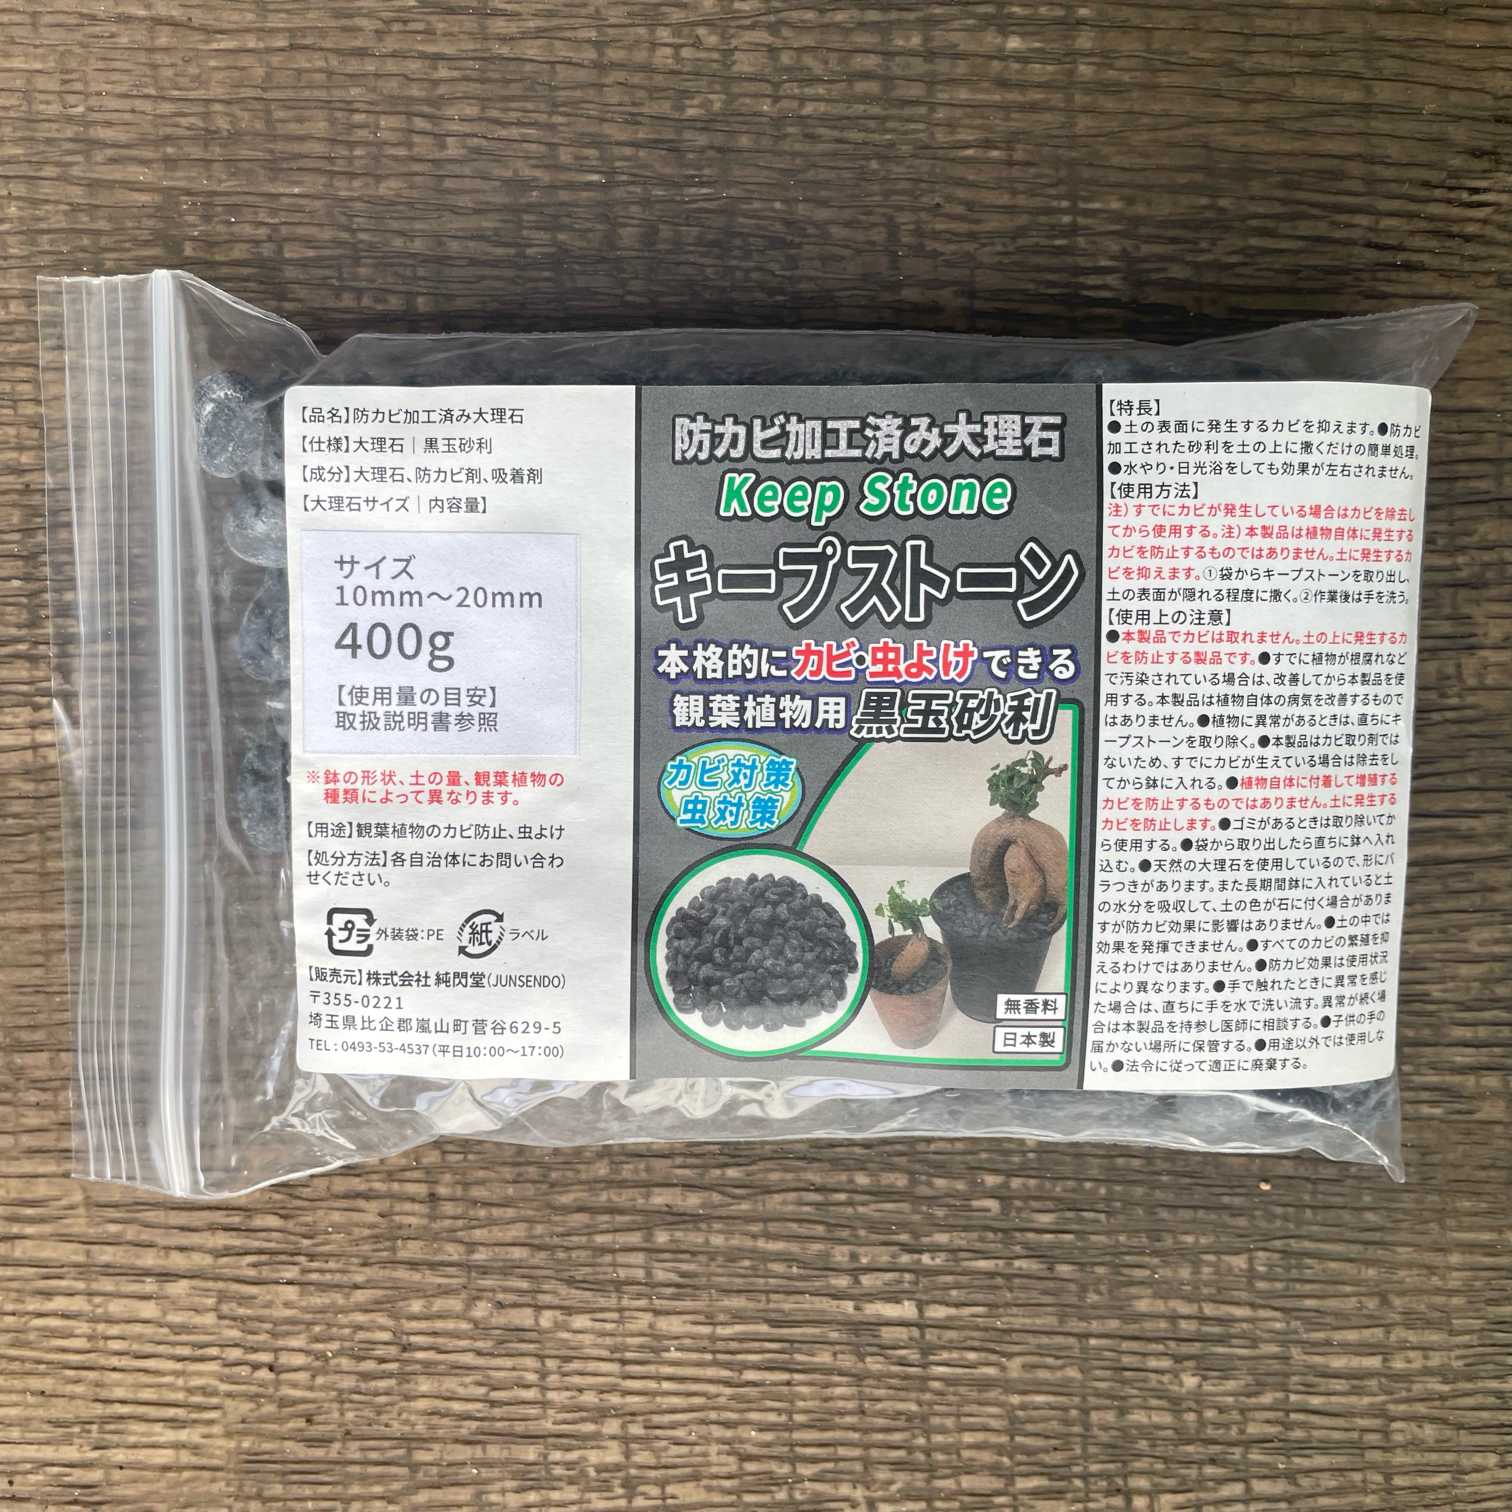 【品名】防カビ加工済み大理石
【仕様】大理石｜黒玉砂利
【成分】大理石、防カビ剤、吸着剤
【大理石サイズ｜内容量】
サイズ
10mm～20mm
400g
【使用量の目安】
取扱説明書参照
※鉢の形状、土の量、観葉植物の
種類によって異なります。
【用途】観葉植物のカビ防止、虫よけ
【処分方法】各自治体にお問い合わ
せください。
プラ 外装袋：PE 紙 ラベル
【販売元】株式会社 純閃堂（JUNSENDO）
〒355-0221
埼玉県比企郡嵐山町菅谷629-5
TEL：0493-53-4537（平日10：00～17：00）
防カビ加工済み大理石
Keep Stone
キープストーン
本格的にカビ・虫よけできる
観葉植物用 黒玉砂利
カビ対策
虫対策
無香料
日本製
【特長】
●土の表面に発生するカビを抑えます。●防カビ
加工された砂利を土の上に撒くだけの簡単処理。
●水やり・日光浴をしても効果が左右されません。
【使用方法】
注）すでにカビが発生している場合はカビを除去し
てから使用する。注）本製品は植物自体に発生する
カビを防止するものではありません。土に発生するカ
ビを抑えます。①袋からキープストーンを取り出し、
土の表面が隠れる程度に撒く。②作業後は手を洗う。
【使用上の注意】
●本製品でカビは取れません。土の上に発生するカ
ビを防止する製品です。●すでに植物が根腐れなど
で汚染されている場合は、改善してから本製品を使
用する。本製品は植物自体の病気を改善するもので
はありません。●植物に異常があるときは、直ちにキ
ープストーンを取り除く。●本製品はカビ取り剤では
ないため、すでにカビが生えている場合は除去をし
てから鉢に入れる。●植物自体に付着して増殖する
カビを防止するものではありません。土に発生する
カビを防止します。●ゴミがあるときは取り除いてか
ら使用する。●袋から取り出したら直ちに鉢へ入れ
込む。●天然の大理石を使用しているので、形にバ
ラつきがあります。また長期間鉢に入れていると土
の水分を吸収して、土の色が石に付く場合がありま
すが防カビ効果に影響はありません。●土の中では
効果を発揮できません。●すべてのカビの繁殖を抑
えるわけではありません。●防カビ効果は使用状況
により異なります。●手で触れたときに異常を感じ
た場合は、直ちに手を水で洗い流す。異常が続く場
合は本製品を持参し医師に相談する。●子供の手の
届かない場所に保管する。●用途以外では使用しな
い。●法令に従って適正に廃棄する。